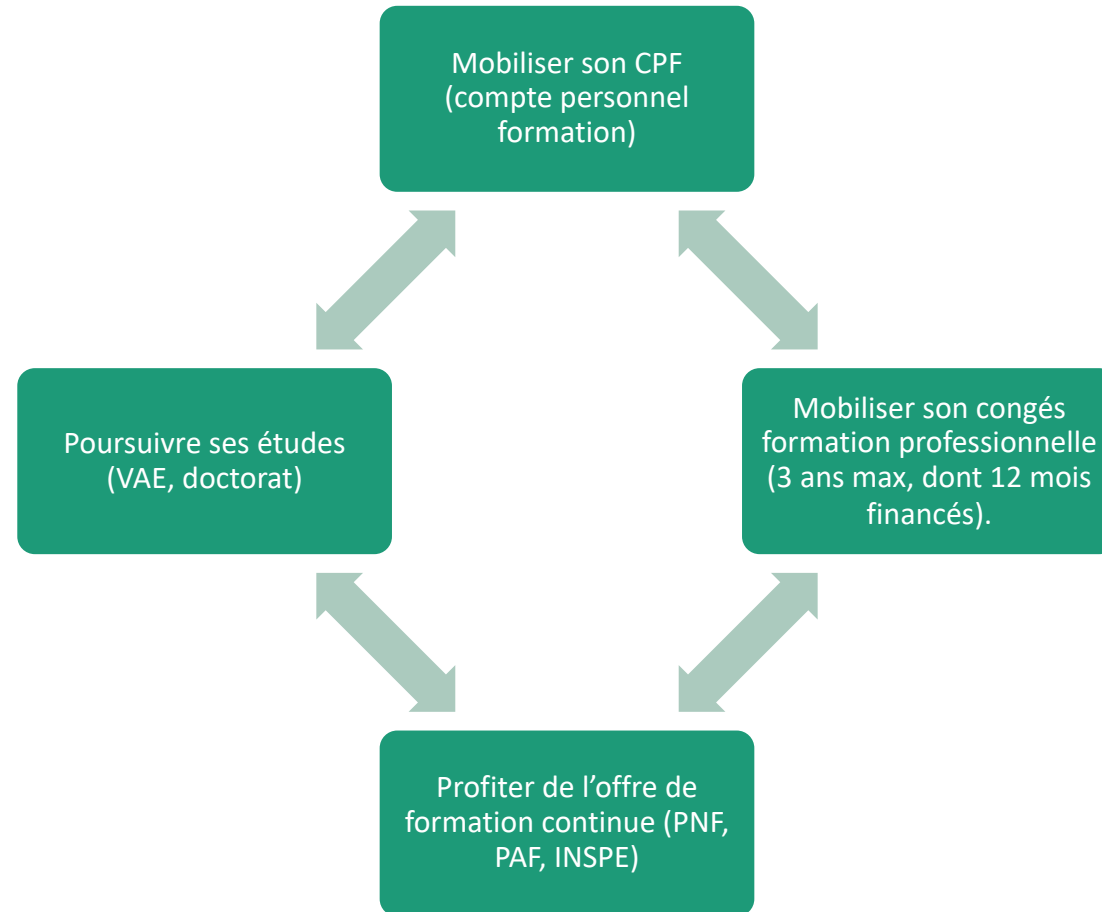 Mobiliser son CPF
(compte personnel
formation)
Poursuivre ses études
(VAE, doctorat)
Mobiliser son congés
formation professionnelle
(3 ans max, dont 12 mois
financés).
Profiter de l’offre de
formation continue (PNF,
PAF, INSPE)